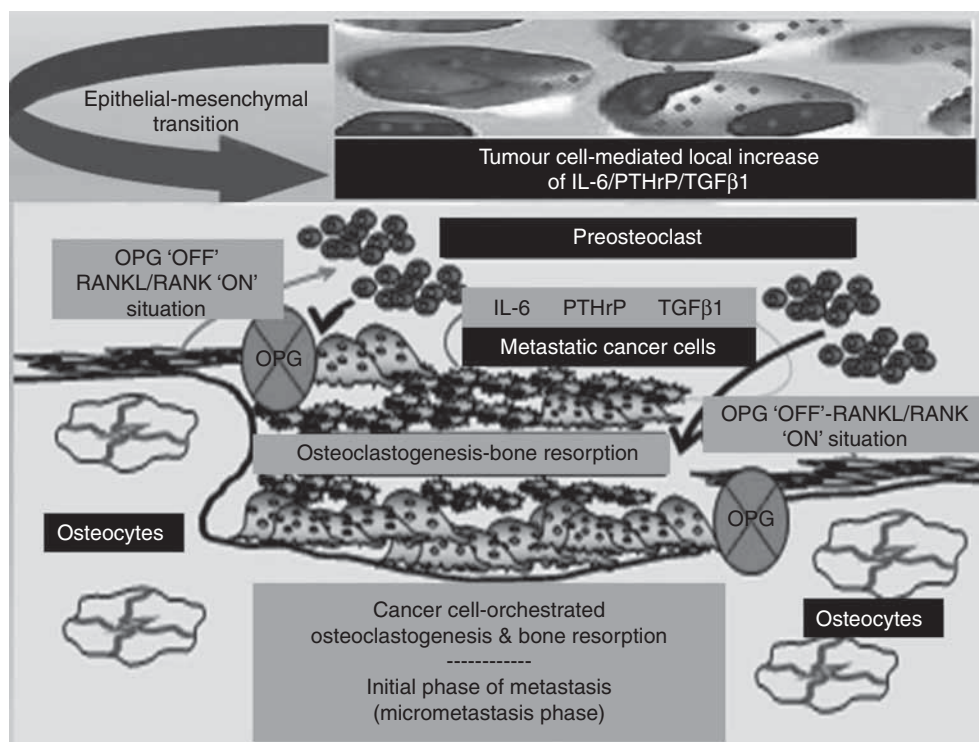 Epithelial-mesenchymal
transition
Tumour cell-mediated local increase
of IL-6/PTHrP/TGFβ1
Preosteoclast
OPG 'OFF'
RANKL/RANK 'ON'
situation
IL-6 PTHrP TGFβ1
Metastatic cancer cells
OPG
OPG 'OFF'-RANKL/RANK
'ON' situation
Osteoclastogenesis-bone resorption
OPG
Osteocytes
Cancer cell-orchestrated
osteoclastogenesis & bone resorption
------------
Initial phase of metastasis
(micrometastasis phase)
Osteocytes